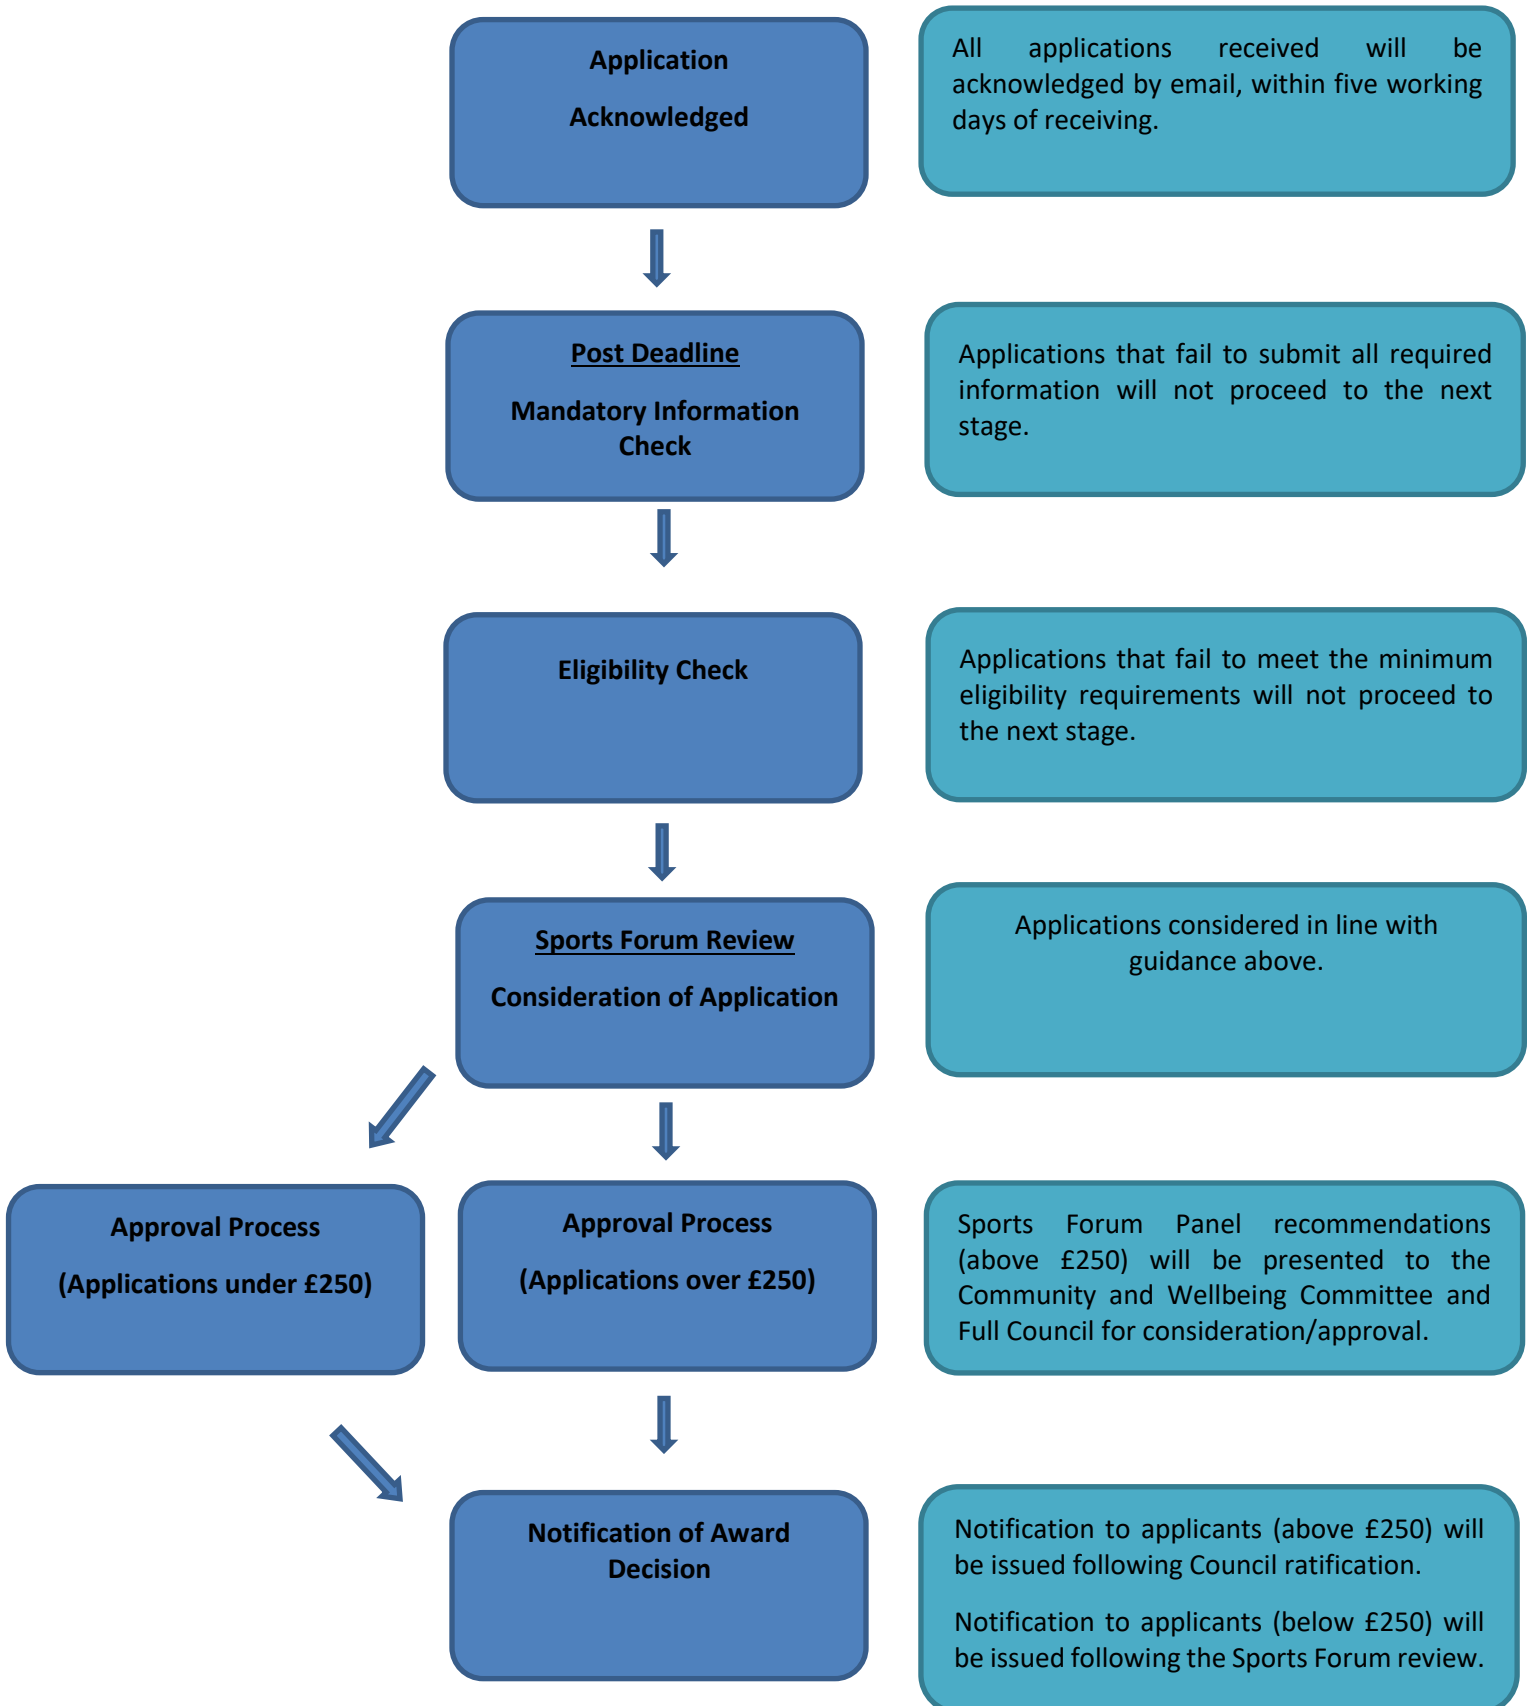 Application
Acknowledged
All applications received will be
acknowledged by email, within five working
days of receiving.
Post Deadline
Mandatory Information
Check
Applications that fail to submit all required
information will not proceed to the next
stage.
Eligibility Check
Applications that fail to meet the minimum
eligibility requirements will not proceed to
the next stage.
Sports Forum Review
Consideration of Application
Applications considered in line with
guidance above.
Approval Process
(Applications under £250)
Approval Process
(Applications over £250)
Sports Forum Panel recommendations
(above £250) will be presented to the
Community and Wellbeing Committee and
Full Council for consideration/approval.
Notification of Award
Decision
Notification to applicants (above £250) will
be issued following Council ratification.
Notification to applicants (below £250) will
be issued following the Sports Forum review.